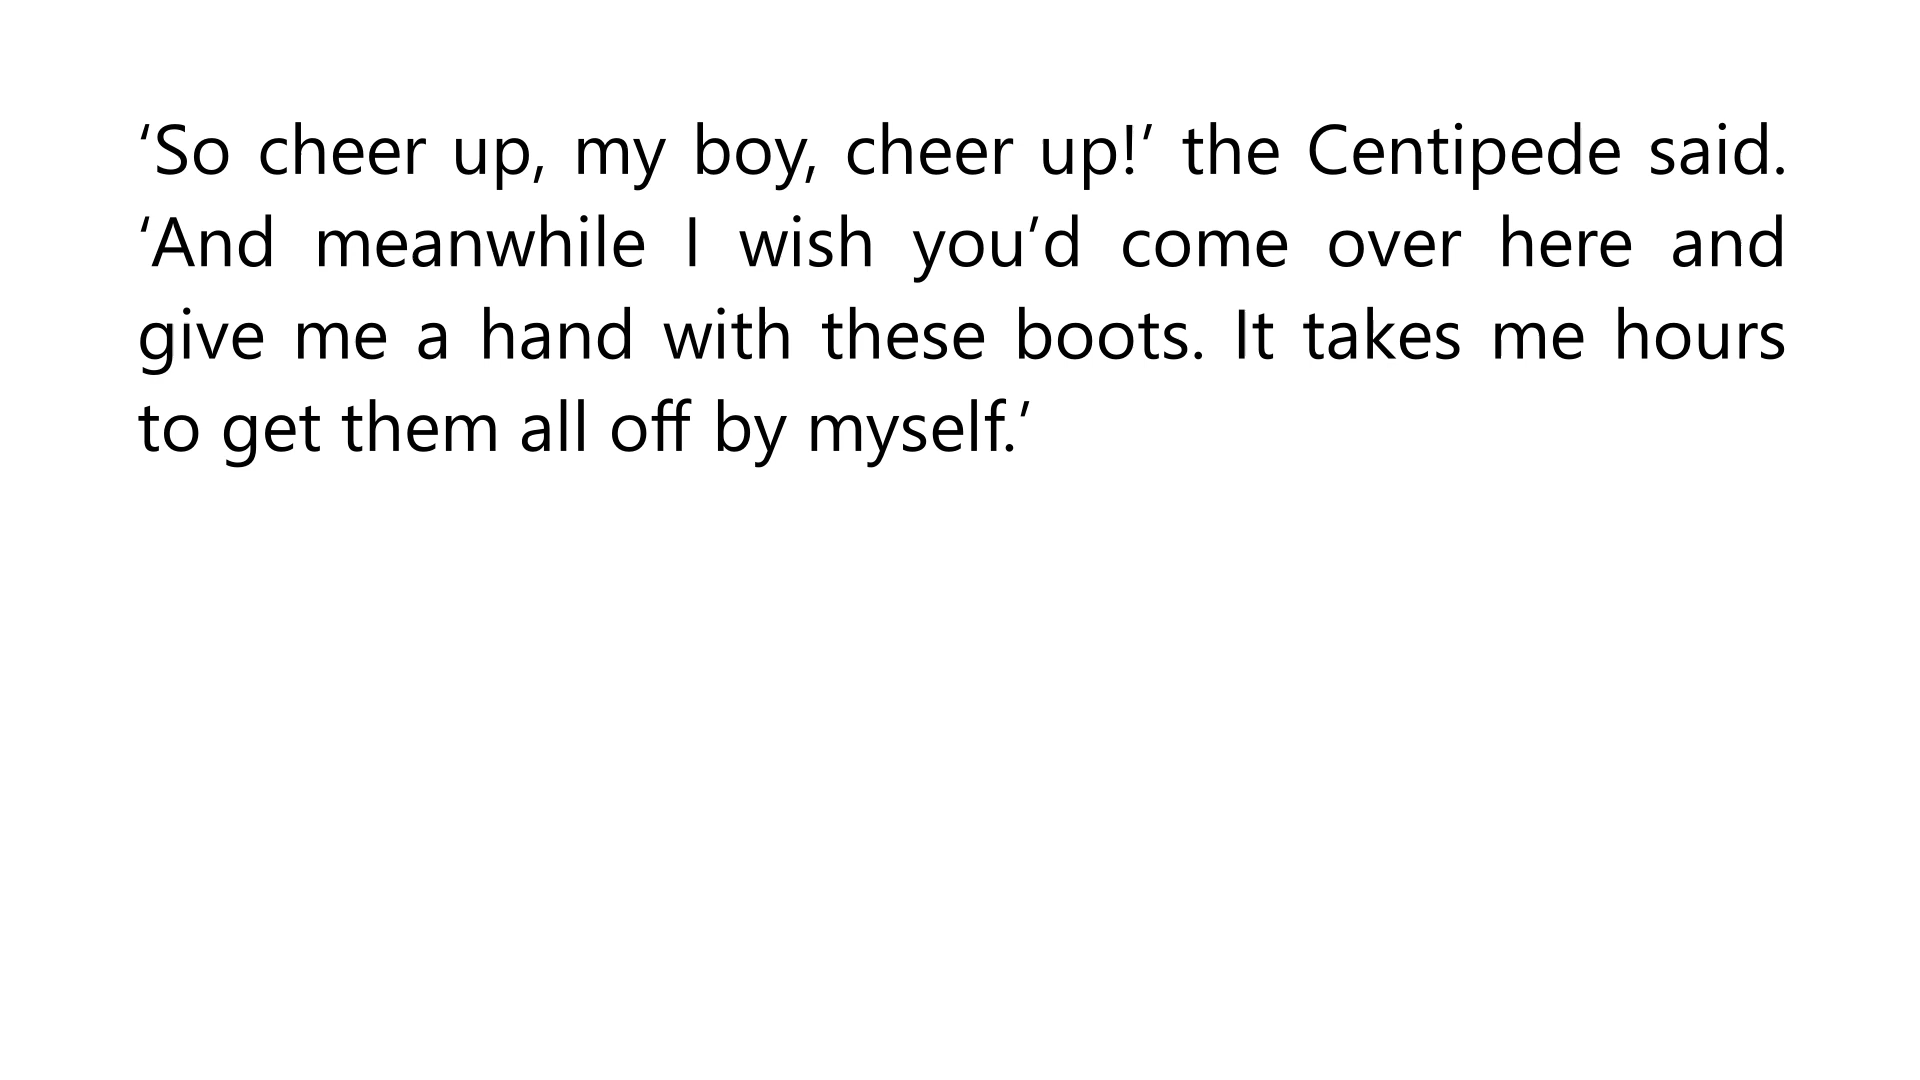 ‘So cheer up, my boy, cheer up!’ the Centipede said.
‘And meanwhile I wish you’d come over here and
give me a hand with these boots. It takes me hours
to get them all off by myself.’